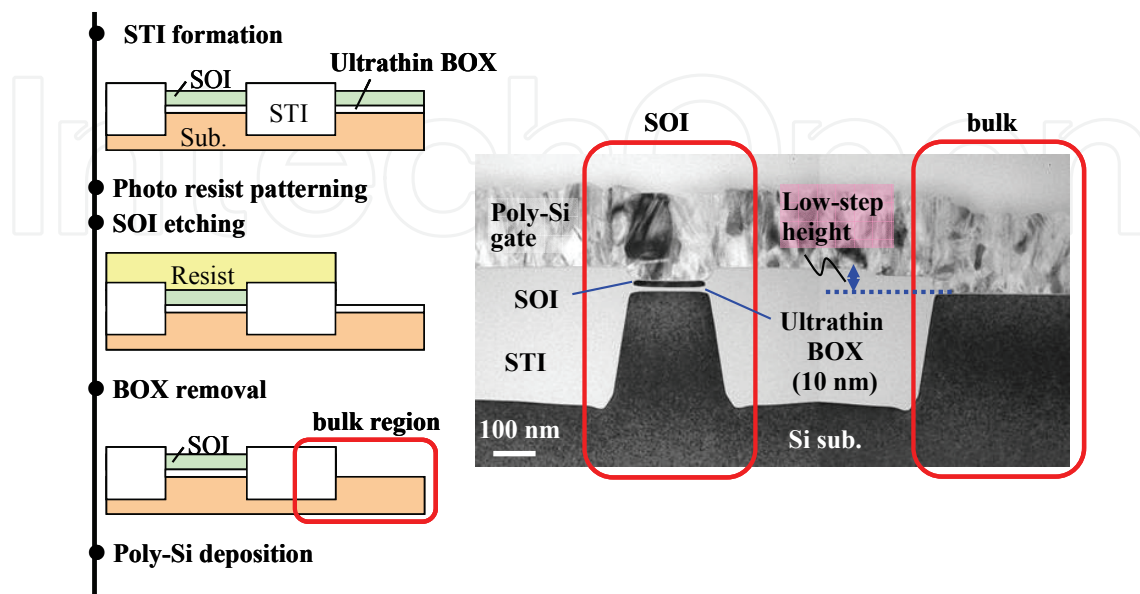 STI formation
Ultrathin BOX
SOI
STI
Sub.
Photo resist patterning
SOI etching
Resist
BOX removal
bulk region
SOI
Poly-Si deposition
SOI
bulk
Poly-Si
gate
Low-step
height
SOI
Ultrathin
BOX
(10 nm)
STI
100 nm
Si sub.
IntechOpen